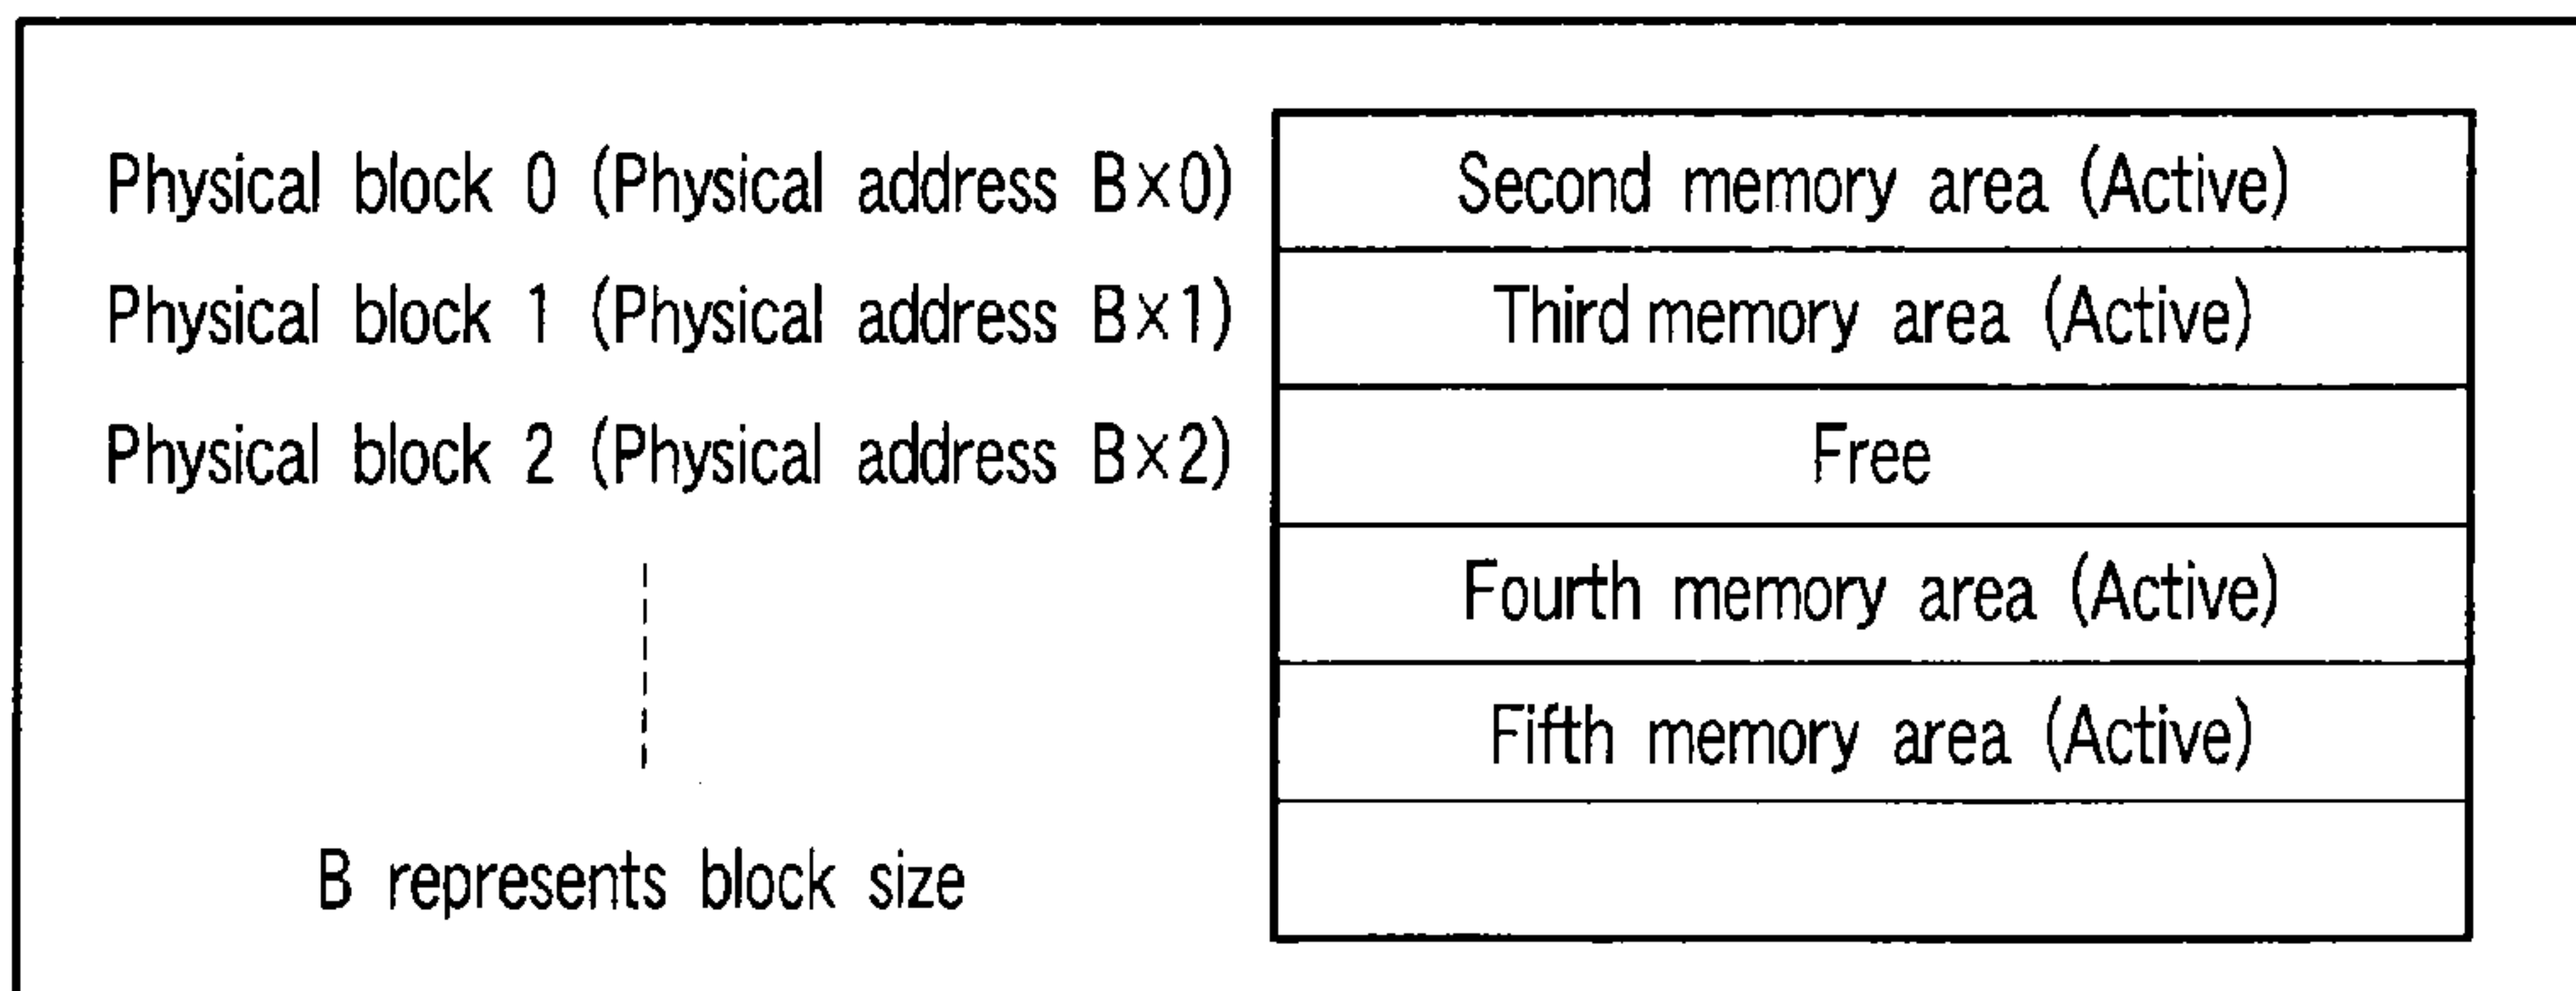 Physical block 0 (Physical address B×0) Second memory area (Active)
Physical block 1 (Physical address B×1) Third memory area (Active)
Physical block 2 (Physical address B×2) Free
Fourth memory area (Active)
Fifth memory area (Active)
B represents block size